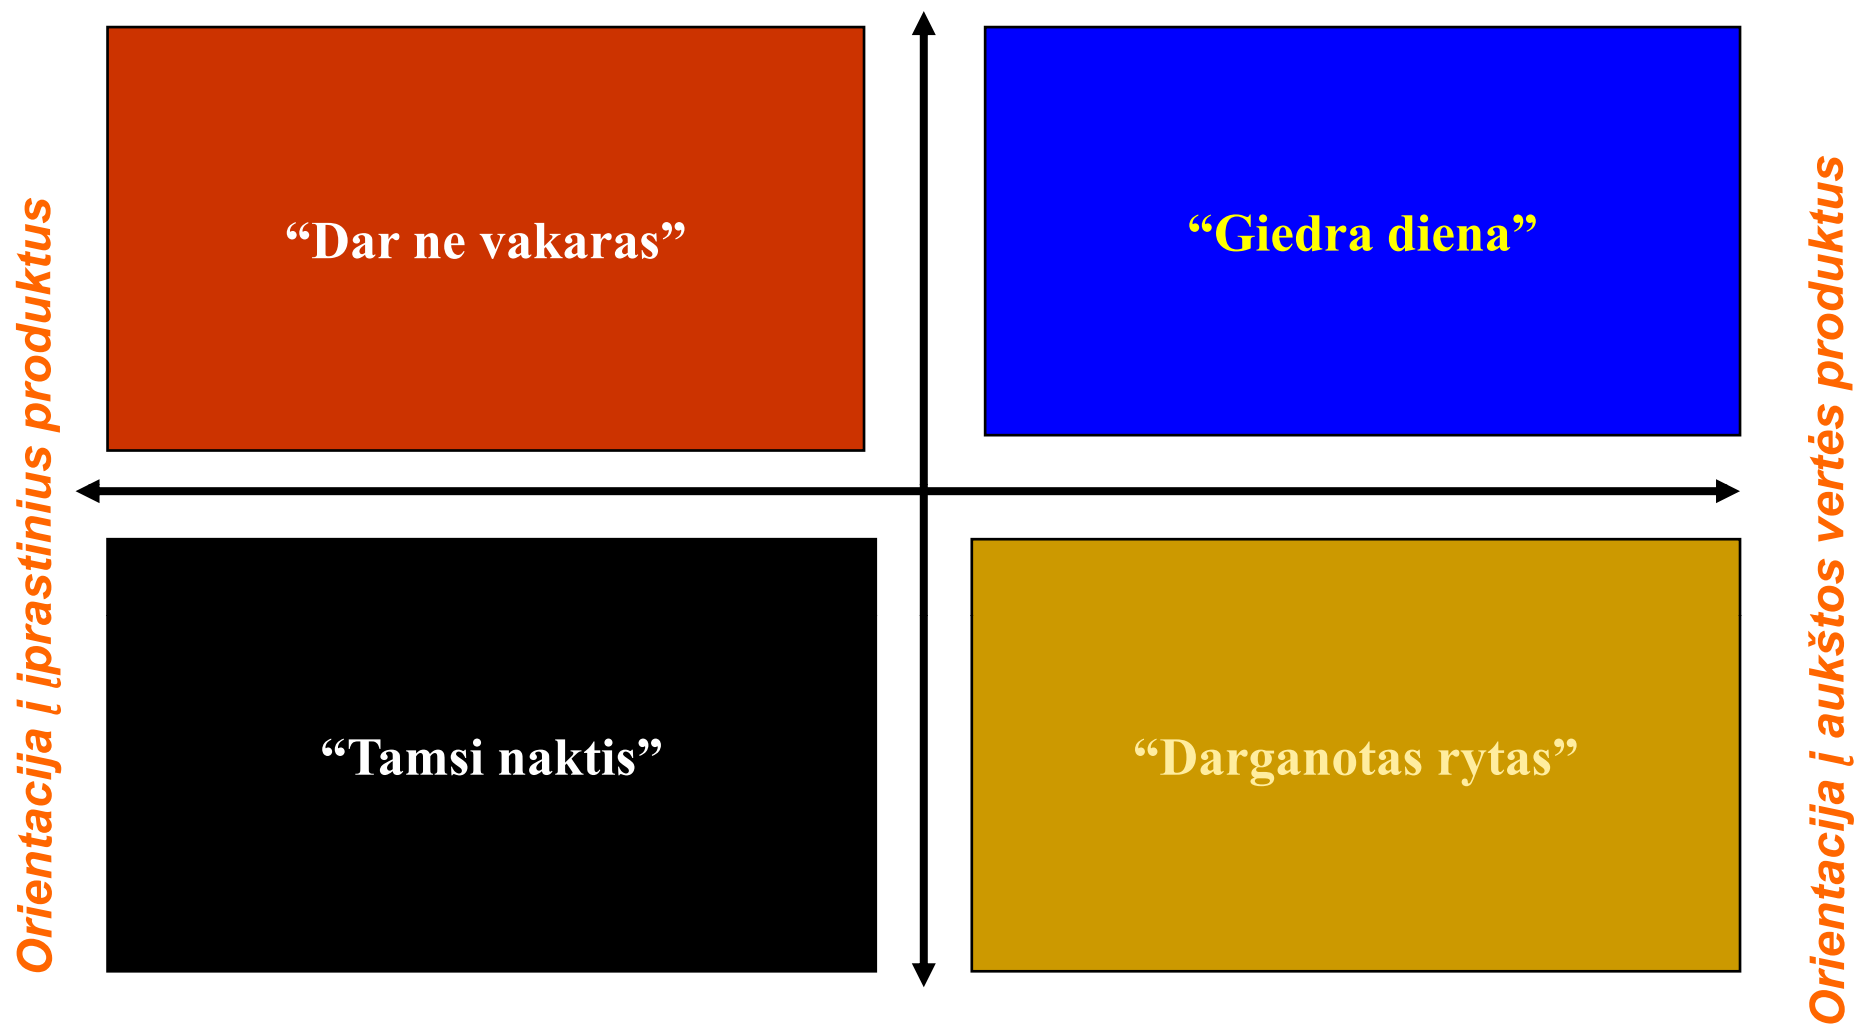 Orientacija į įprastinius produktus
“Dar ne vakaras”
“Giedra diena”
“Tamsi naktis”
“Darganotas rytas”
Orientacija į aukštos vertės produktus